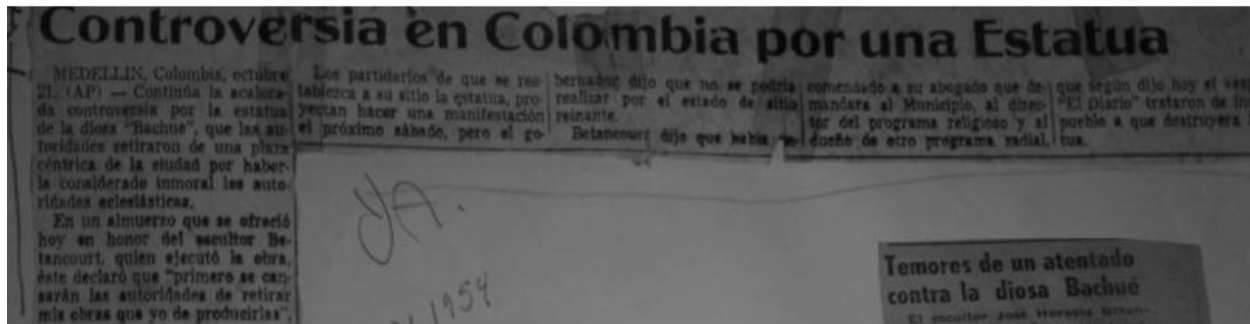 Controversia en Colombia por una Estatua
MEDELLIN, Colombia, octubre
21. (AP) — Continúa la acalora-
da controversia por la estatua
de la diosa "Bachue", que las au-
toridades retiraron de una plaza
céntrica de la ciudad por haber-
la considerado inmoral las auto-
ridades eclesiásticas.
En un almuerzo que se ofreció
hoy en honor del escultor Be-
tancourt, quien ejecutó la obra,
éste declaró que "primero se can-
sarán las autoridades de retirar
mis obras que yo de producirlas",
Los partidarios de que se res-
tablezca a su sitio la estatua, pro-
yectan hacer una manifestación
el próximo sábado, pero el go-
bernador dijo que no se podría
realizar por el estado de sitio
reinante.
Betancourt dijo que había
comendado a su abogado que de-
mandara al Municipio, al direc-
tor del programa religioso y al
dueño de otro programa radial,
que según dijo hoy el
"El Diario" trataron de
pueblo a que destruyera
tua.
YA.
1954
Temores de un atentado
contra la diosa Bachué
El escultor José Horacio Betan-